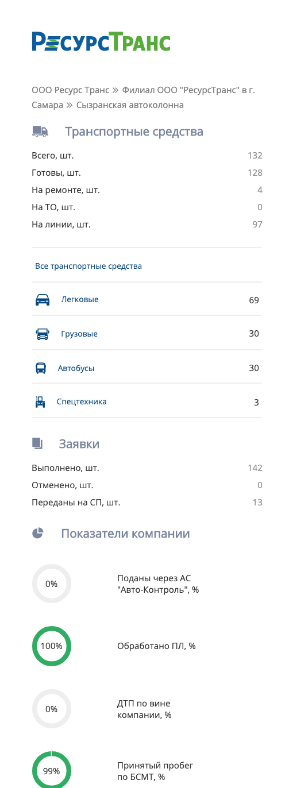 РЕСУРСТРАНС
ООО Ресурс Транс » Филиал ООО "РесурсТранс" в г.
Самара » Сызранская автоколонна
Транспортные средства
Всего, шт. 132
Готовы, шт. 128
На ремонте, шт. 4
На ТО, шт. 0
На линии, шт. 97
Все транспортные средства
Легковые 69
Грузовые 30
Автобусы 30
Спецтехника 3
Заявки
Выполнено, шт. 142
Отменено, шт. 0
Переданы на СП, шт. 13
Показатели компании
0% Поданы через АС
"Авто-Контроль", %
100% Обработано ПЛ, %
0% ДТП по вине
компании, %
99% Принятый пробег
по БСМТ, %